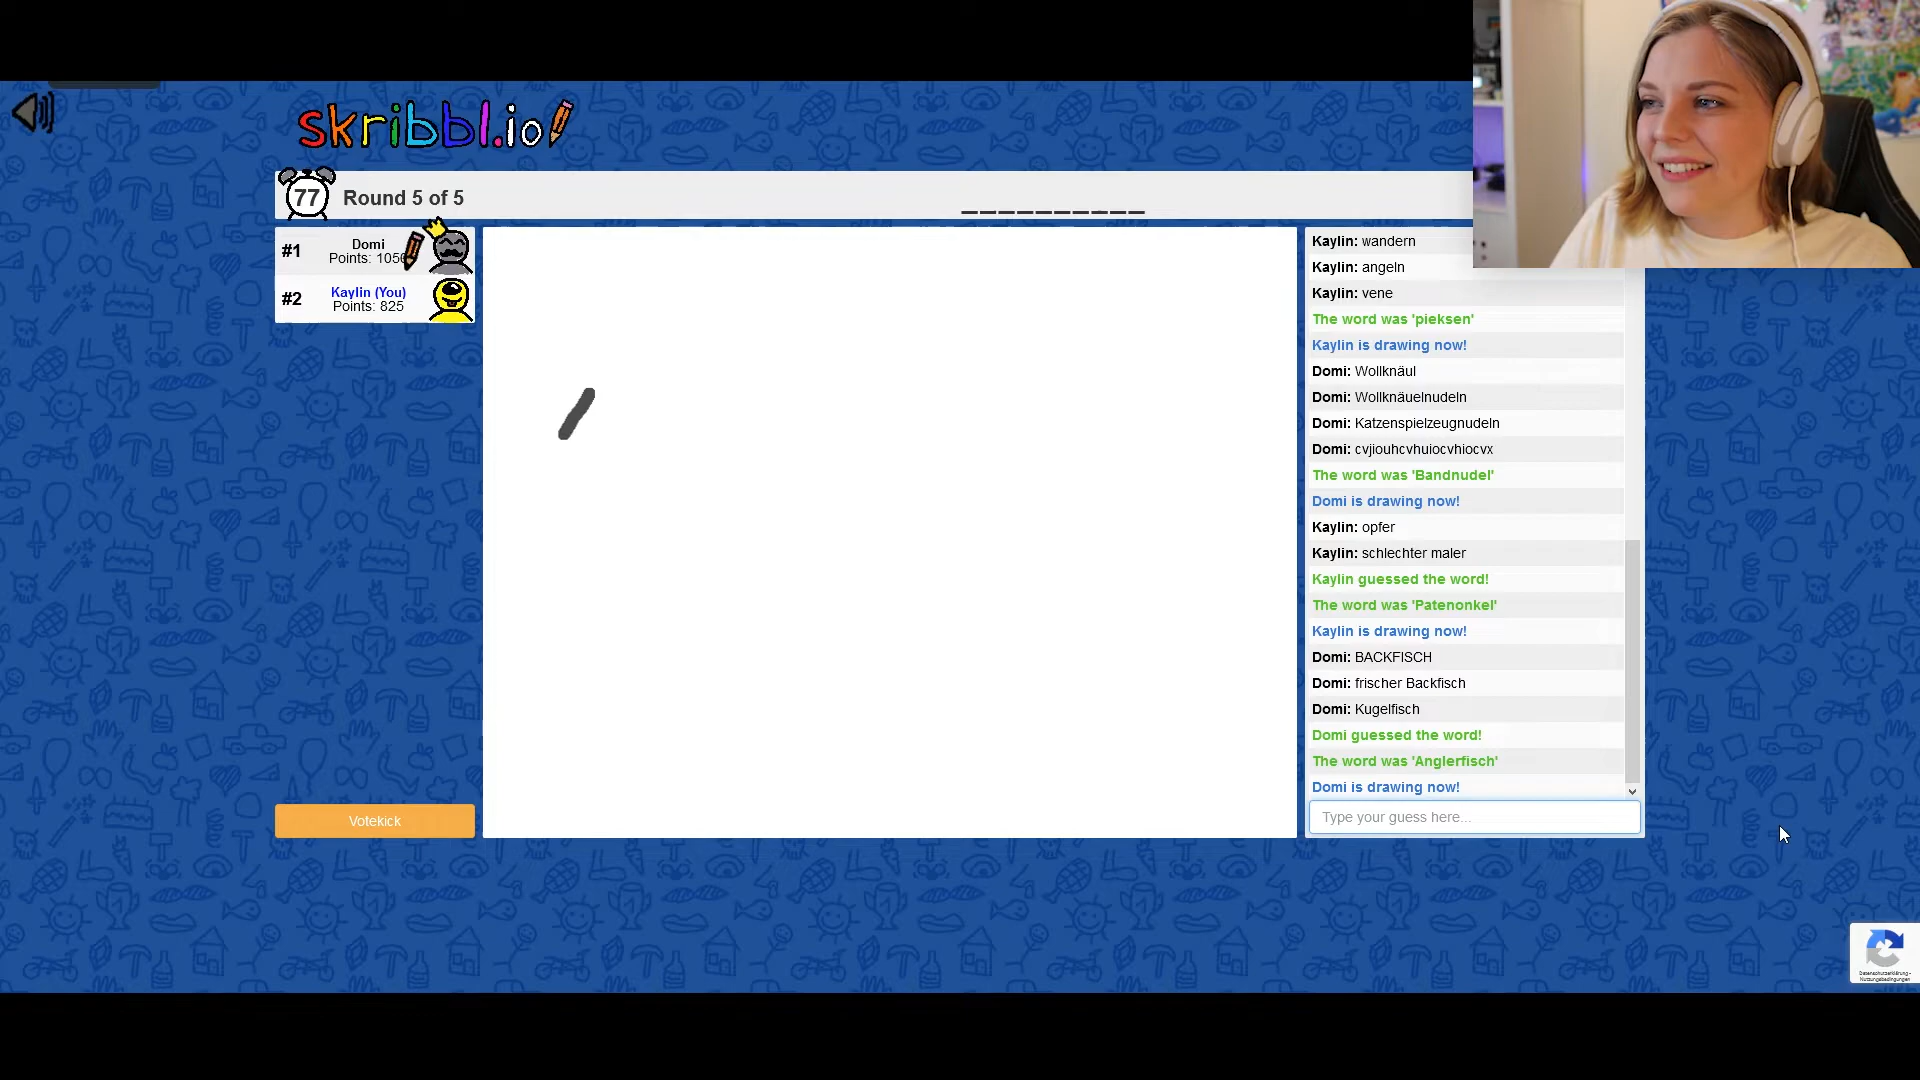 skribbl.io
77
Round 5 of 5
__________
#1
Domi
Points: 1050
#2
Kaylin (You)
Points: 825
Votekick
Kaylin: wandern
Kaylin: angeln
Kaylin: vene
The word was 'pieksen'
Kaylin is drawing now!
Domi: Wollknäul
Domi: Wollknäuelnudeln
Domi: Katzenspielzeugnudeln
Domi: cvjiouhcvhuiocvhiocvx
The word was 'Bandnudel'
Domi is drawing now!
Kaylin: opfer
Kaylin: schlechter maler
Kaylin guessed the word!
The word was 'Patenonkel'
Kaylin is drawing now!
Domi: BACKFISCH
Domi: frischer Backfisch
Domi: Kugelfisch
Domi guessed the word!
The word was 'Anglerfisch'
Domi is drawing now!
Type your guess here...
Datenschutzerklärung -
Nutzungsbedingungen